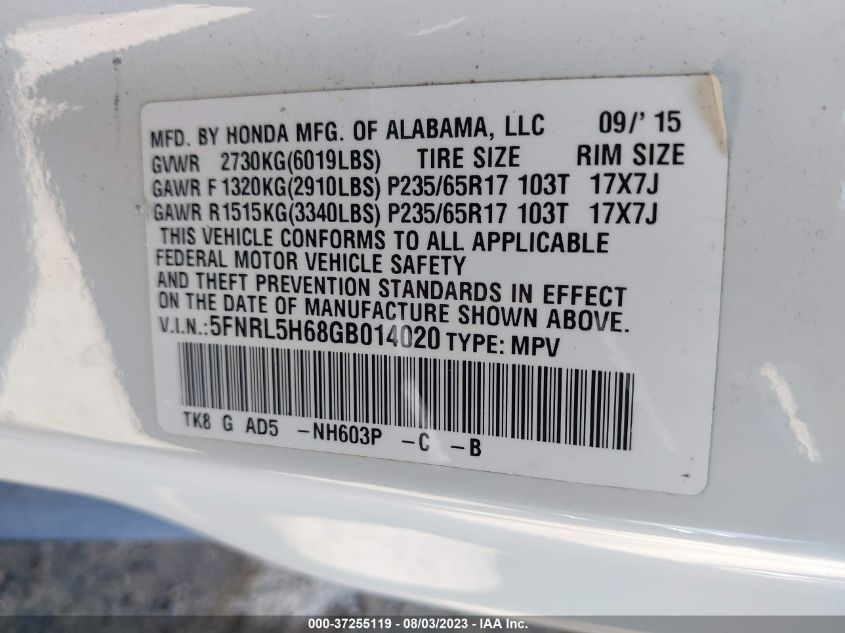 MFD. BY HONDA MFG. OF ALABAMA, LLC 09/'15
GVWR 2730KG(6019LBS) TIRE SIZE RIM SIZE
GAWR F 1320KG(2910LBS) P235/65R17 103T 17X7J
GAWR R1515KG(3340LBS) P235/65R17 103T 17X7J
THIS VEHICLE CONFORMS TO ALL APPLICABLE
FEDERAL MOTOR VEHICLE SAFETY
AND THEFT PREVENTION STANDARDS IN EFFECT
ON THE DATE OF MANUFACTURE SHOWN ABOVE.
V.I.N.:5FNRL5H68GB014020 TYPE: MPV
TK8 G AD5 -NH603P -C -B
000-37255119 - 08/03/2023 - IAA Inc.